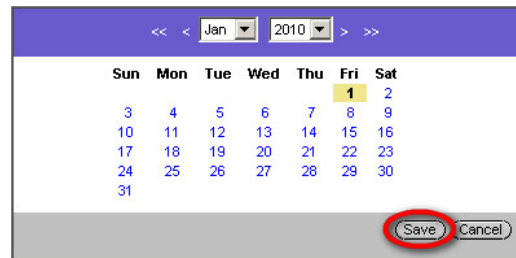 << < Jan 2010 > >>
Sun Mon Tue Wed Thu Fri Sat
1 2
3 4 5 6 7 8 9
10 11 12 13 14 15 16
17 18 19 20 21 22 23
24 25 26 27 28 29 30
31
Save Cancel